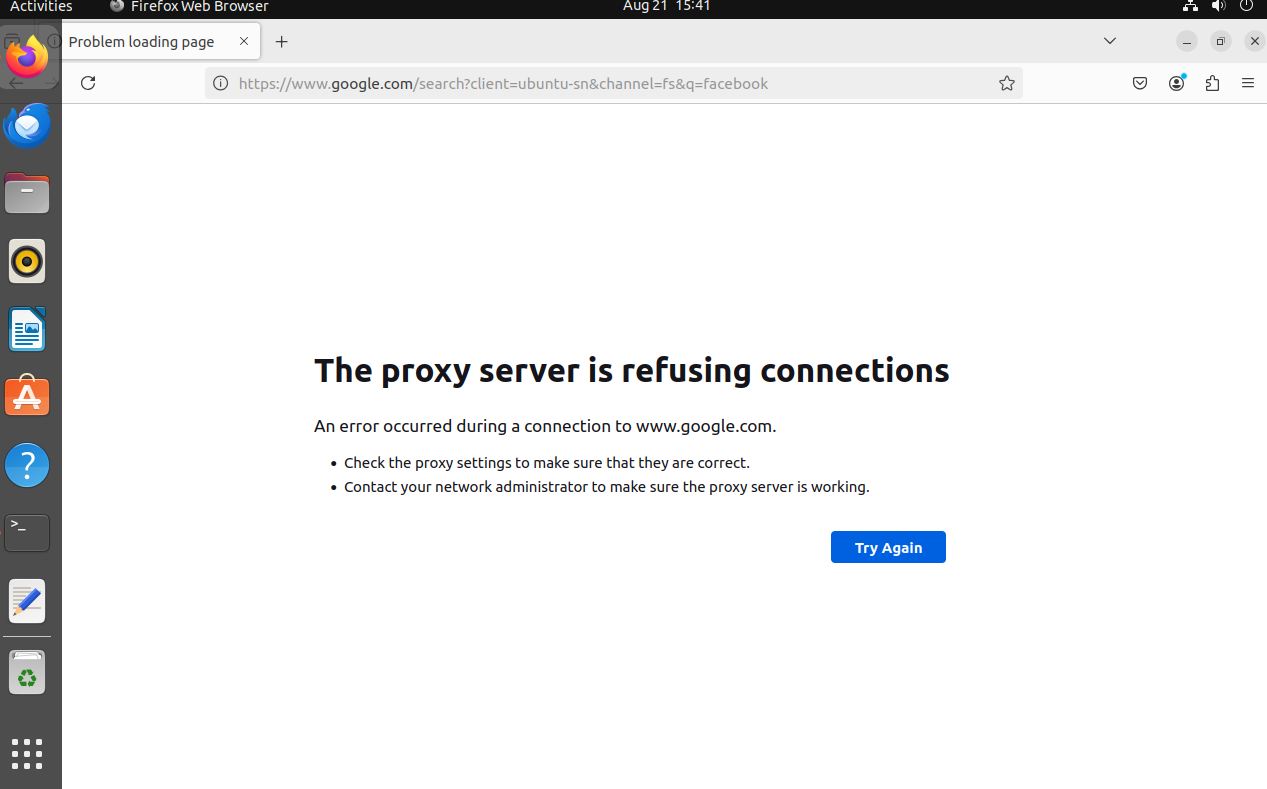 Activities
Firefox Web Browser
Aug 21 15:41
Problem loading page
https://www.google.com/search?client=ubuntu-sn&channel=fs&q=facebook
The proxy server is refusing connections
An error occurred during a connection to www.google.com.
Check the proxy settings to make sure that they are correct.
Contact your network administrator to make sure the proxy server is working.
Try Again